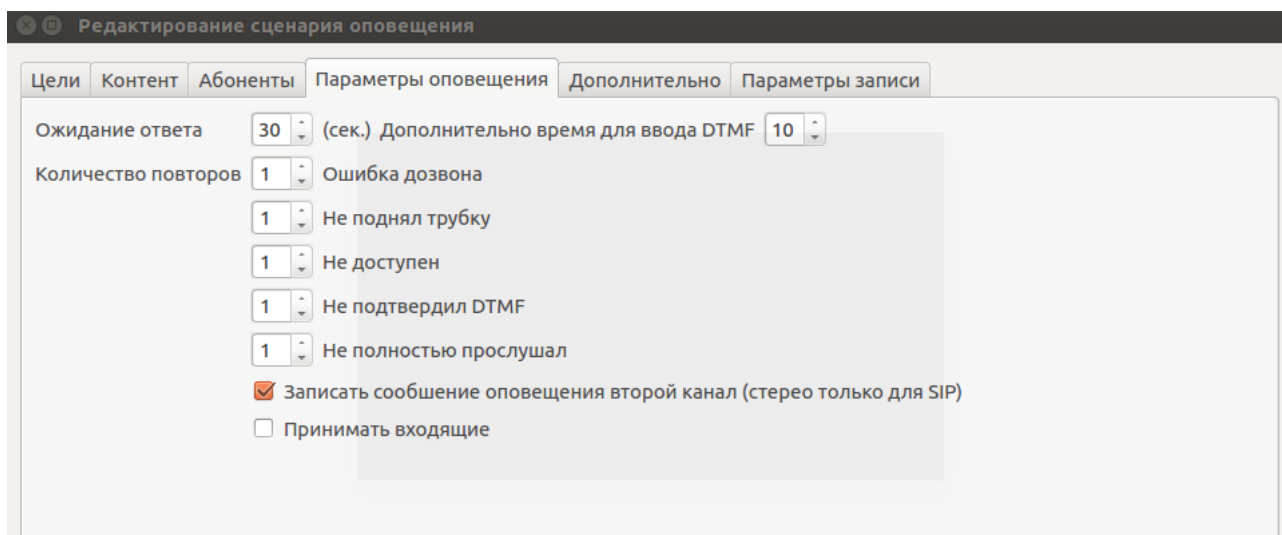 Редактирование сценария оповещения
Цели Контент Абоненты Параметры оповещения Дополнительно Параметры записи
Ожидание ответа 30 (сек.) Дополнительно время для ввода DTMF 10
Количество повторов 1 Ошибка дозвона
1 Не поднял трубку
1 Не доступен
1 Не подтвердил DTMF
1 Не полностью прослушал
Записать сообшение оповещения второй канал (стерео только для SIP)
Принимать входящие